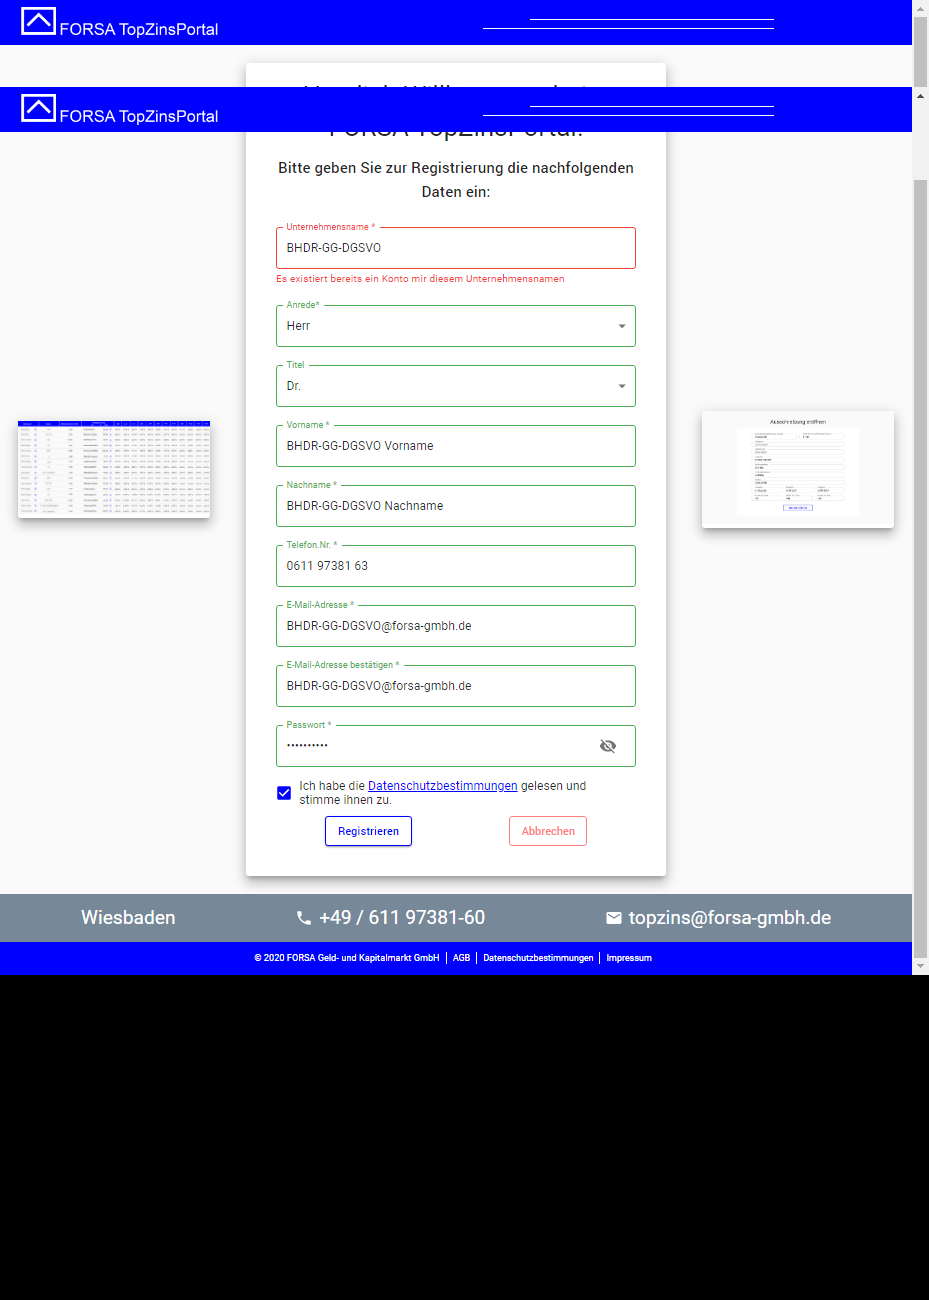 FORSA TopZinsPortal
FORSA TopZinsPortal
FORSA TopZinsPortal!
Bitte geben Sie zur Registrierung die nachfolgenden
Daten ein:
Unternehmensname *
BHDR-GG-DGSVO
Es existiert bereits ein Konto mir diesem Unternehmensnamen
Anrede*
Herr
Titel
Dr.
Vorname *
BHDR-GG-DGSVO Vorname
Nachname *
BHDR-GG-DGSVO Nachname
Telefon.Nr. *
0611 97381 63
E-Mail-Adresse *
BHDR-GG-DGSVO@forsa-gmbh.de
E-Mail-Adresse bestätigen *
BHDR-GG-DGSVO@forsa-gmbh.de
Passwort *
••••••••••
Ich habe die Datenschutzbestimmungen gelesen und
stimme ihnen zu.
Registrieren Abbrechen
Ausschreibung eröffnen
Wiesbaden +49 / 611 97381-60 topzins@forsa-gmbh.de
© 2020 FORSA Geld- und Kapitalmarkt GmbH | AGB | Datenschutzbestimmungen | Impressum